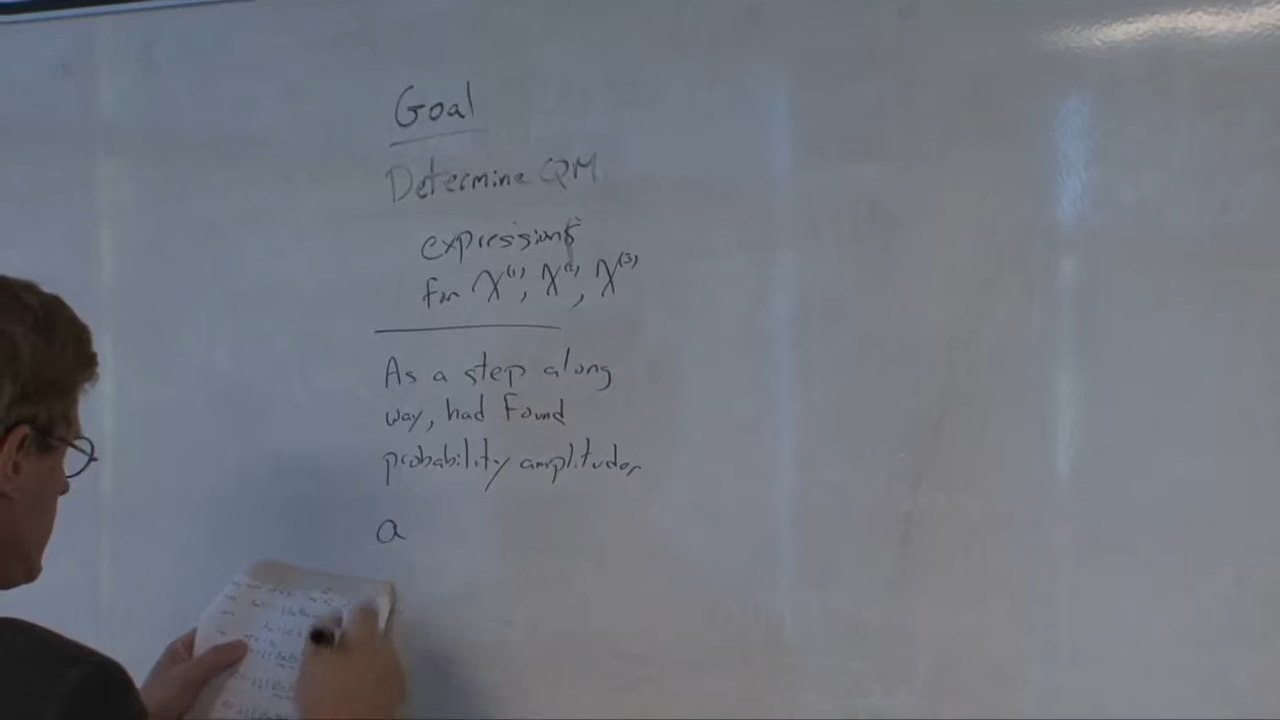 Goal
Determine QM
expressions
for χ⁽¹⁾, χ⁽²⁾, χ⁽³⁾
As a step along
way, had found
probability amplitudes
a